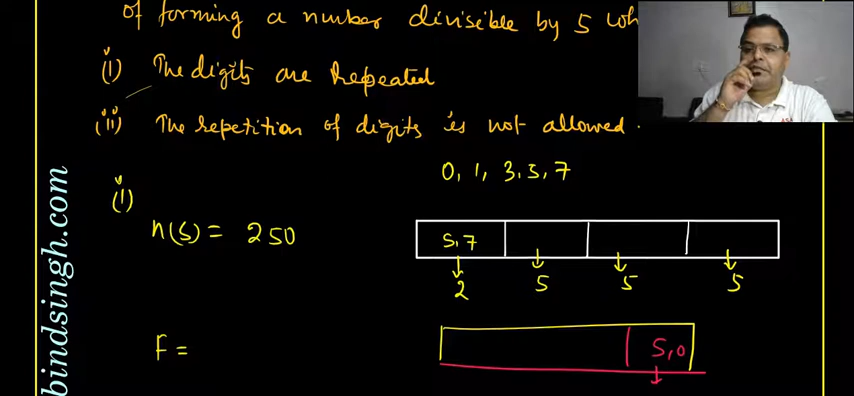 of forming a number divisible by 5
(i) The digits are repeated
(ii) The repetition of digits is not allowed.
0, 1, 3, 5, 7
(i)
n(S) = 250
5,7
2 5 5 5
F =
5,0
bindsingh.com